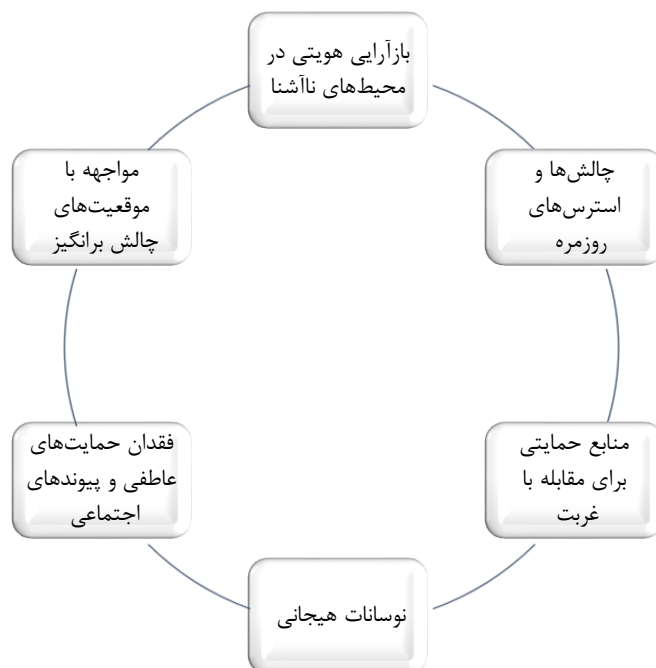 بازآرایی هویتی در
محیط‌های ناآشنا
چالش‌ها و
استرس‌های
روزمره
منابع حمایتی
برای مقابله با
غربت
نوسانات هیجانی
فقدان حمایت‌های
عاطفی و پیوندهای
اجتماعی
مواجهه با
موقعیت‌های
چالش برانگیز